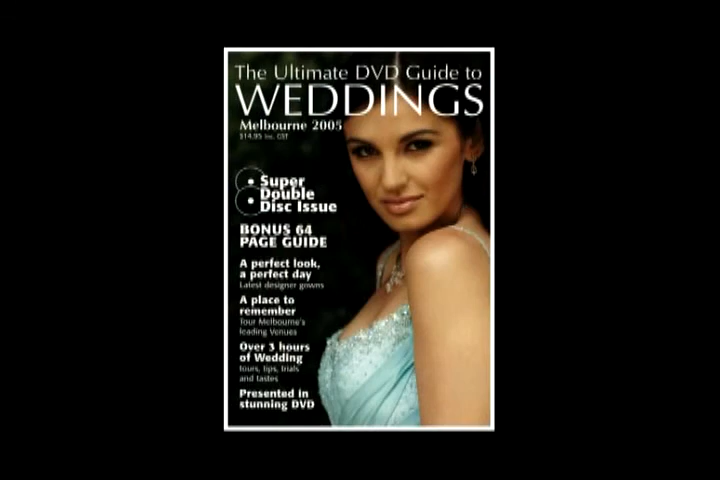 The Ultimate DVD Guide to
WEDDINGS
Melbourne 2005
$14.95 Inc. GST
Super
Double
Disc Issue
BONUS 64
PAGE GUIDE
A perfect look,
a perfect day
Latest designer gowns
A place to
remember
Tour Melbourne's
leading Venues
Over 3 hours
of Wedding
tours, tips, trials
and tastes
Presented in
stunning DVD